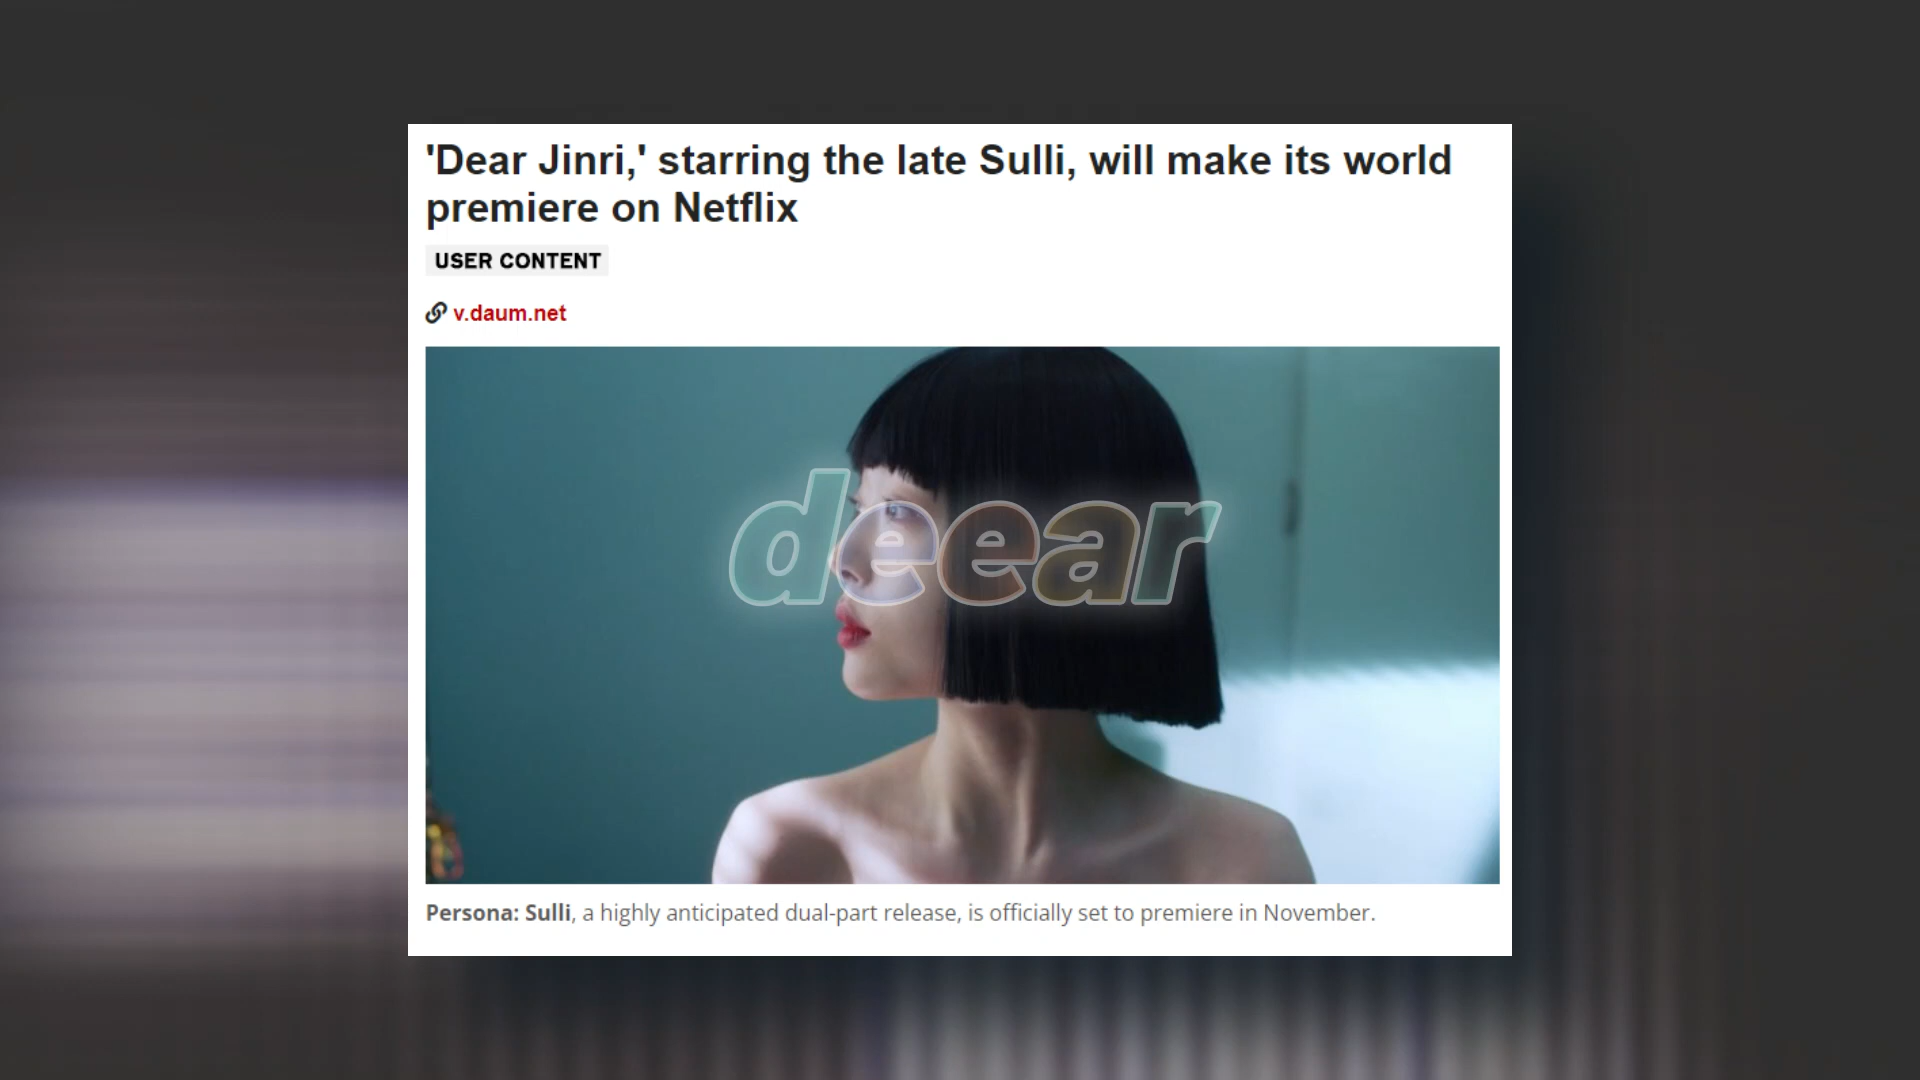 'Dear Jinri,' starring the late Sulli, will make its world
premiere on Netflix
USER CONTENT
v.daum.net
deear
Persona: Sulli, a highly anticipated dual-part release, is officially set to premiere in November.